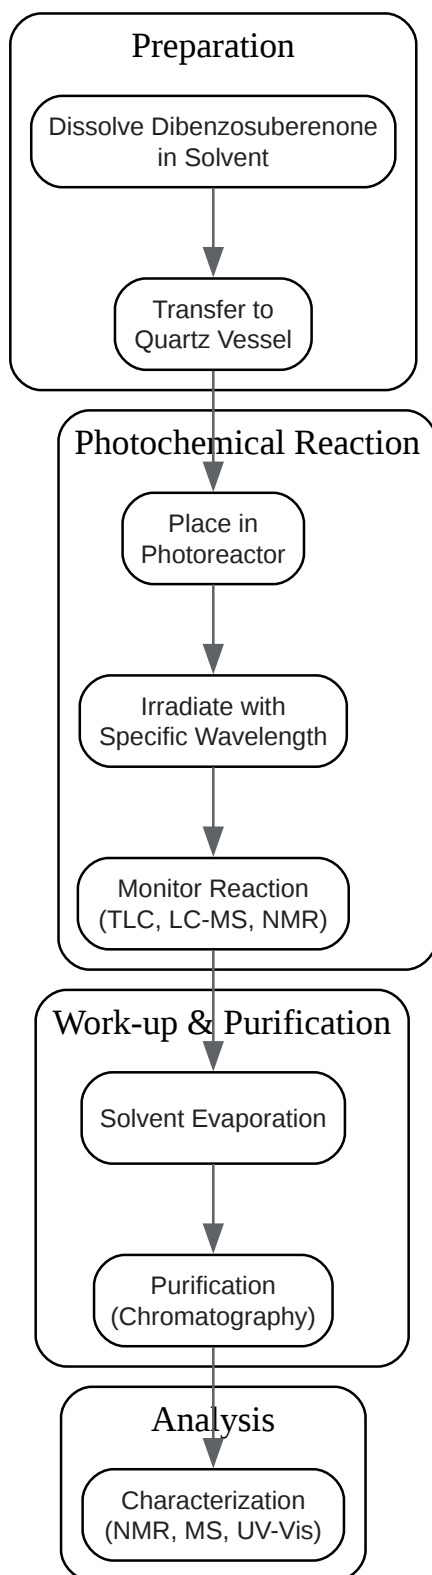 Preparation
Dissolve Dibenzosuberenone
in Solvent
Transfer to
Quartz Vessel
Photochemical Reaction
Place in
Photoreactor
Irradiate with
Specific Wavelength
Monitor Reaction
(TLC, LC-MS, NMR)
Work-up & Purification
Solvent Evaporation
Purification
(Chromatography)
Analysis
Characterization
(NMR, MS, UV-Vis)